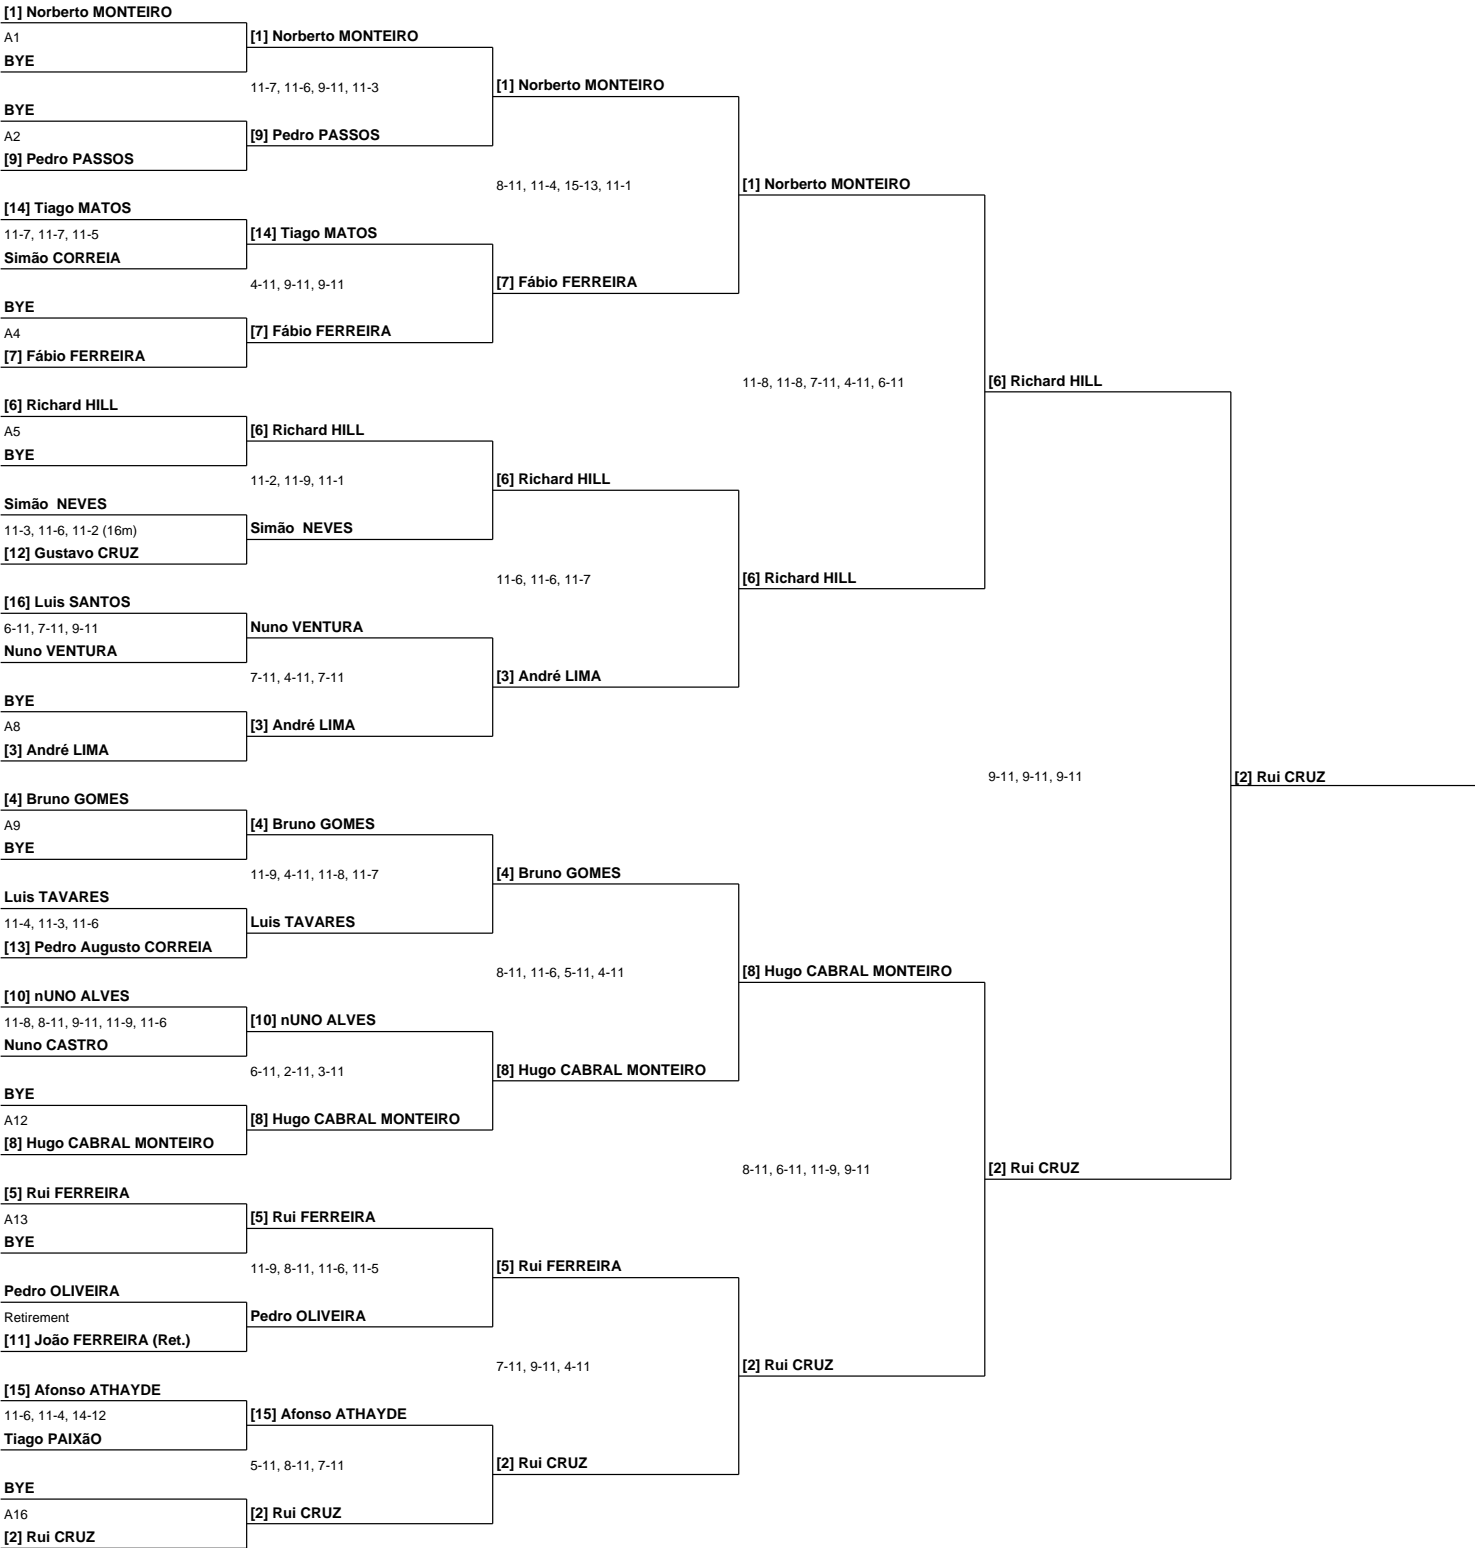 [1] Norberto MONTEIRO
A1
[1] Norberto MONTEIRO
BYE
11-7, 11-6, 9-11, 11-3
[1] Norberto MONTEIRO
BYE
A2
[9] Pedro PASSOS
[9] Pedro PASSOS
8-11, 11-4, 15-13, 11-1
[1] Norberto MONTEIRO
[14] Tiago MATOS
11-7, 11-7, 11-5
[14] Tiago MATOS
Simão CORREIA
4-11, 9-11, 9-11
[7] Fábio FERREIRA
BYE
A4
[7] Fábio FERREIRA
[7] Fábio FERREIRA
11-8, 11-8, 7-11, 4-11, 6-11
[6] Richard HILL
[6] Richard HILL
A5
[6] Richard HILL
BYE
11-2, 11-9, 11-1
[6] Richard HILL
Simão  NEVES
11-3, 11-6, 11-2 (16m)
Simão  NEVES
[12] Gustavo CRUZ
11-6, 11-6, 11-7
[6] Richard HILL
[16] Luis SANTOS
6-11, 7-11, 9-11
Nuno VENTURA
Nuno VENTURA
7-11, 4-11, 7-11
[3] André LIMA
BYE
A8
[3] André LIMA
[3] André LIMA
9-11, 9-11, 9-11
[2] Rui CRUZ
[4] Bruno GOMES
A9
[4] Bruno GOMES
BYE
11-9, 4-11, 11-8, 11-7
[4] Bruno GOMES
Luis TAVARES
11-4, 11-3, 11-6
Luis TAVARES
[13] Pedro Augusto CORREIA
8-11, 11-6, 5-11, 4-11
[8] Hugo CABRAL MONTEIRO
[10] nUNO ALVES
11-8, 8-11, 9-11, 11-9, 11-6
[10] nUNO ALVES
Nuno CASTRO
6-11, 2-11, 3-11
[8] Hugo CABRAL MONTEIRO
BYE
A12
[8] Hugo CABRAL MONTEIRO
[8] Hugo CABRAL MONTEIRO
8-11, 6-11, 11-9, 9-11
[2] Rui CRUZ
[5] Rui FERREIRA
A13
[5] Rui FERREIRA
BYE
11-9, 8-11, 11-6, 11-5
[5] Rui FERREIRA
Pedro OLIVEIRA
Retirement
Pedro OLIVEIRA
[11] João FERREIRA (Ret.)
7-11, 9-11, 4-11
[2] Rui CRUZ
[15] Afonso ATHAYDE
11-6, 11-4, 14-12
[15] Afonso ATHAYDE
Tiago PAIXãO
5-11, 8-11, 7-11
[2] Rui CRUZ
BYE
A16
[2] Rui CRUZ
[2] Rui CRUZ